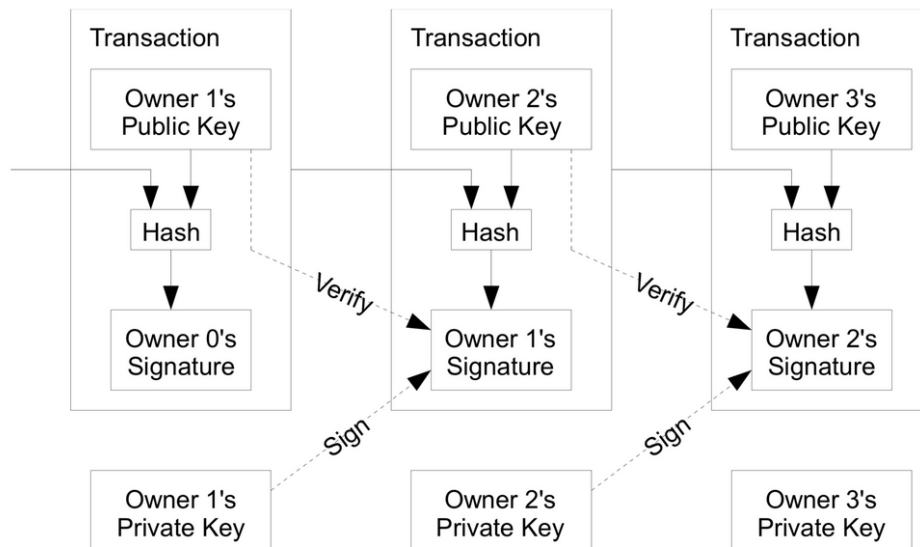 Transaction
Transaction
Transaction
Owner 1's
Public Key
Owner 2's
Public Key
Owner 3's
Public Key
Hash
Hash
Hash
Verify
Verify
Owner 0's
Signature
Owner 1's
Signature
Owner 2's
Signature
Sign
Sign
Owner 1's
Private Key
Owner 2's
Private Key
Owner 3's
Private Key